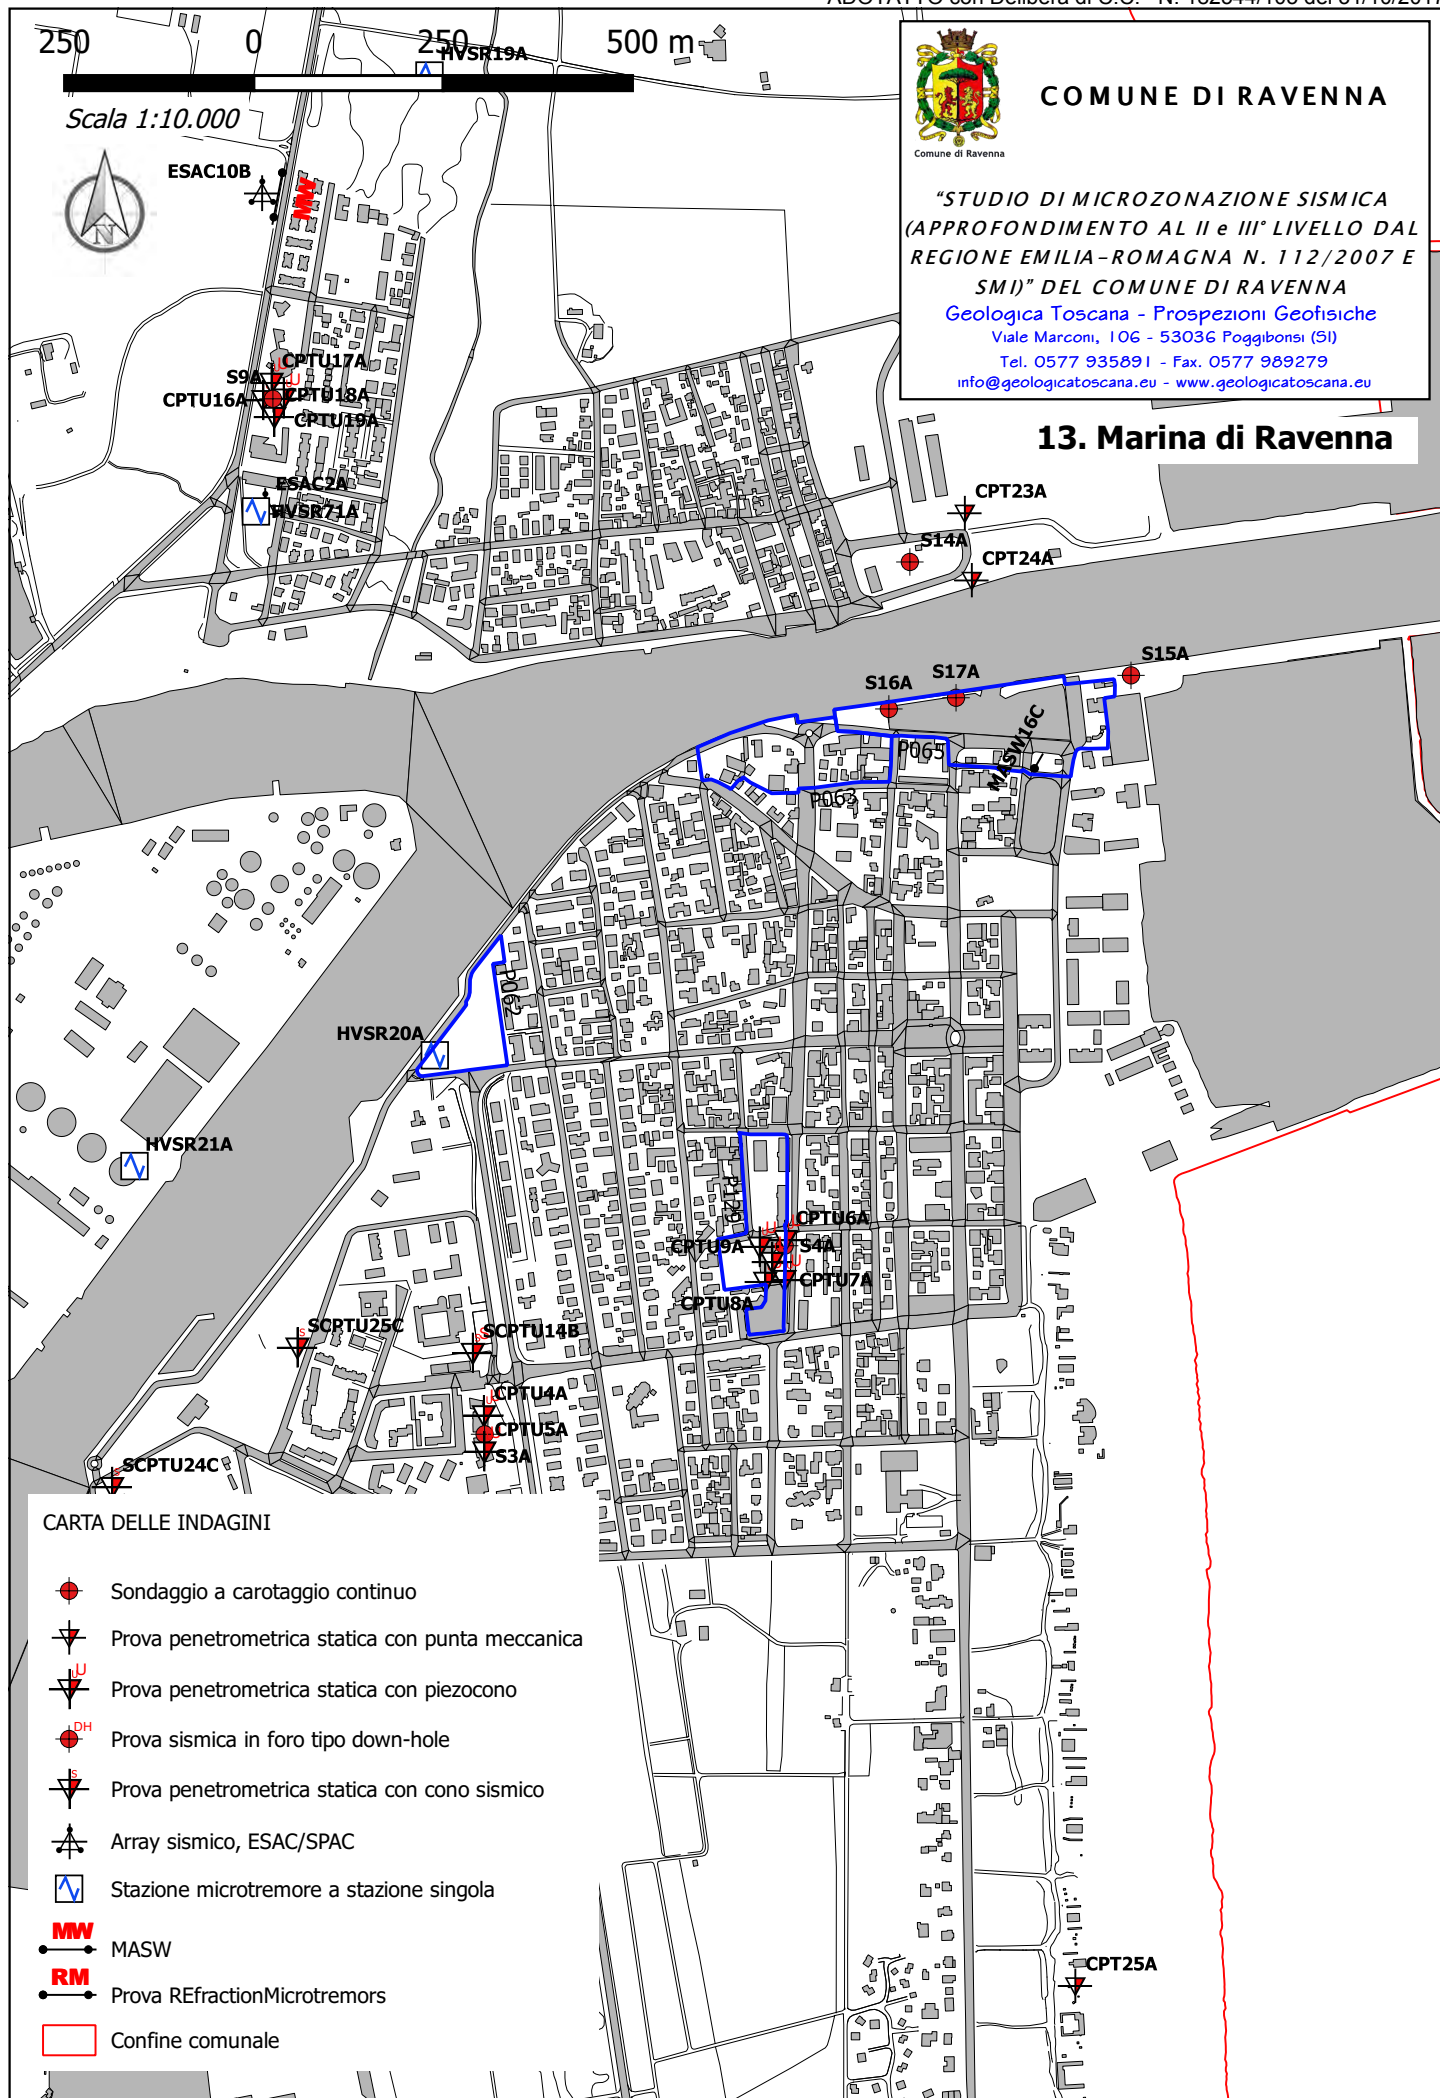 250 0 250 500 m
HVSR19A
Scala 1:10.000
N
Comune di Ravenna
COMUNE DI RAVENNA
"STUDIO DI MICROZONAZIONE SISMICA
(APPROFONDIMENTO AL II e III° LIVELLO DAL
REGIONE EMILIA-ROMAGNA N. 112/2007 E
SMI)" DEL COMUNE DI RAVENNA
Geologica Toscana - Prospezioni Geofisiche
Viale Marconi, 106 - 53036 Poggibonsi (SI)
Tel. 0577 935891 - Fax. 0577 989279
info@geologicatoscana.eu - www.geologicatoscana.eu
13. Marina di Ravenna
ESAC10B
MW
CPTU17A
S9A
CPTU16A
CPTU18A
CPTU19A
ESAC2A
HVSR71A
CPT23A
S14A
CPT24A
S15A
S17A
S16A
P065
MASW16C
P063
P062
HVSR20A
HVSR21A
P129
CPTU6A
CPTU9A
S4A
CPTU7A
CPTU8A
SCPTU25C
SCPTU14B
CPTU4A
CPTU5A
S3A
SCPTU24C
CPT25A
CARTA DELLE INDAGINI
Sondaggio a carotaggio continuo
Prova penetrometrica statica con punta meccanica
U U
Prova penetrometrica statica con piezocono
DH
Prova sismica in foro tipo down-hole
S
Prova penetrometrica statica con cono sismico
Array sismico, ESAC/SPAC
Stazione microtremore a stazione singola
MW
MASW
RM
Prova REfractionMicrotremors
Confine comunale